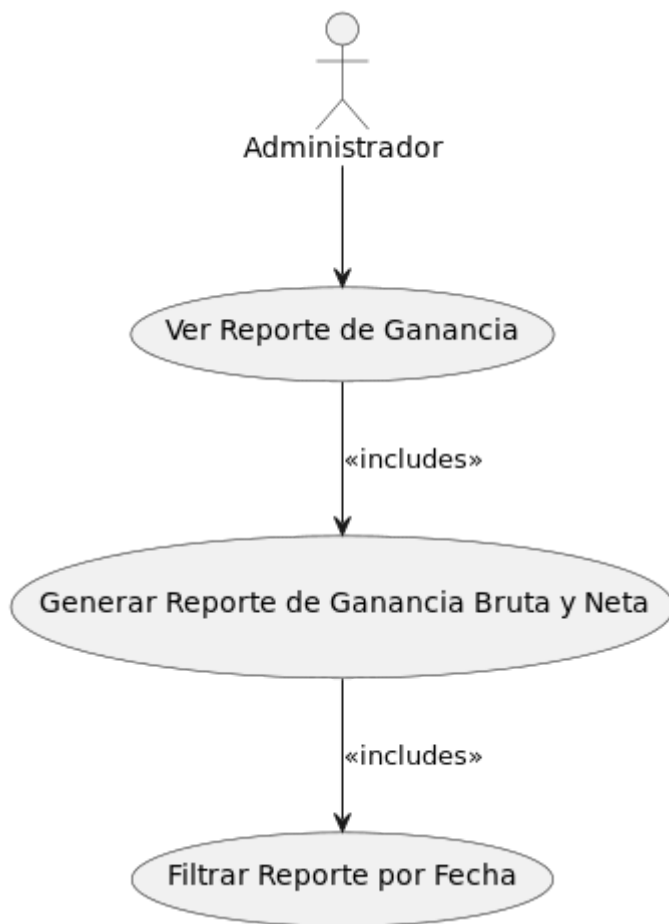 Administrador
Ver Reporte de Ganancia
«includes»
Generar Reporte de Ganancia Bruta y Neta
«includes»
Filtrar Reporte por Fecha